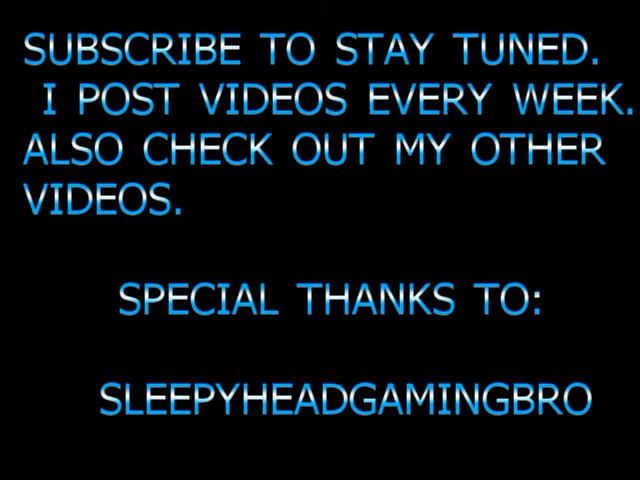 SUBSCRIBE TO STAY TUNED.
I POST VIDEOS EVERY WEEK.
ALSO CHECK OUT MY OTHER
VIDEOS.
SPECIAL THANKS TO:
SLEEPYHEADGAMINGBRO